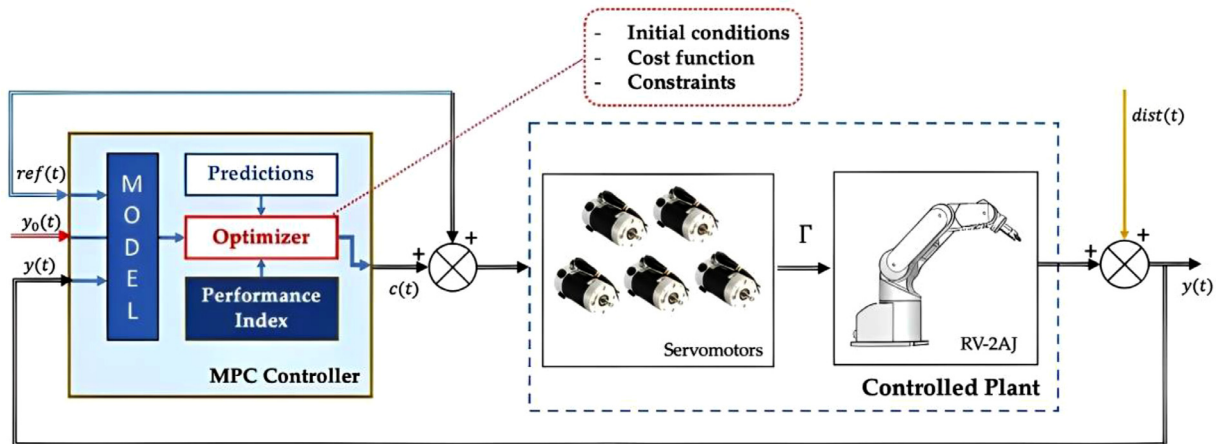 - Initial conditions
- Cost function
- Constraints
dist(t)
ref(t)
y₀(t)
y(t)
MODEL
Predictions
Optimizer
Performance
Index
MPC Controller
+
+
c(t)
Servomotors
Γ
RV-2AJ
Controlled Plant
+
+
y(t)